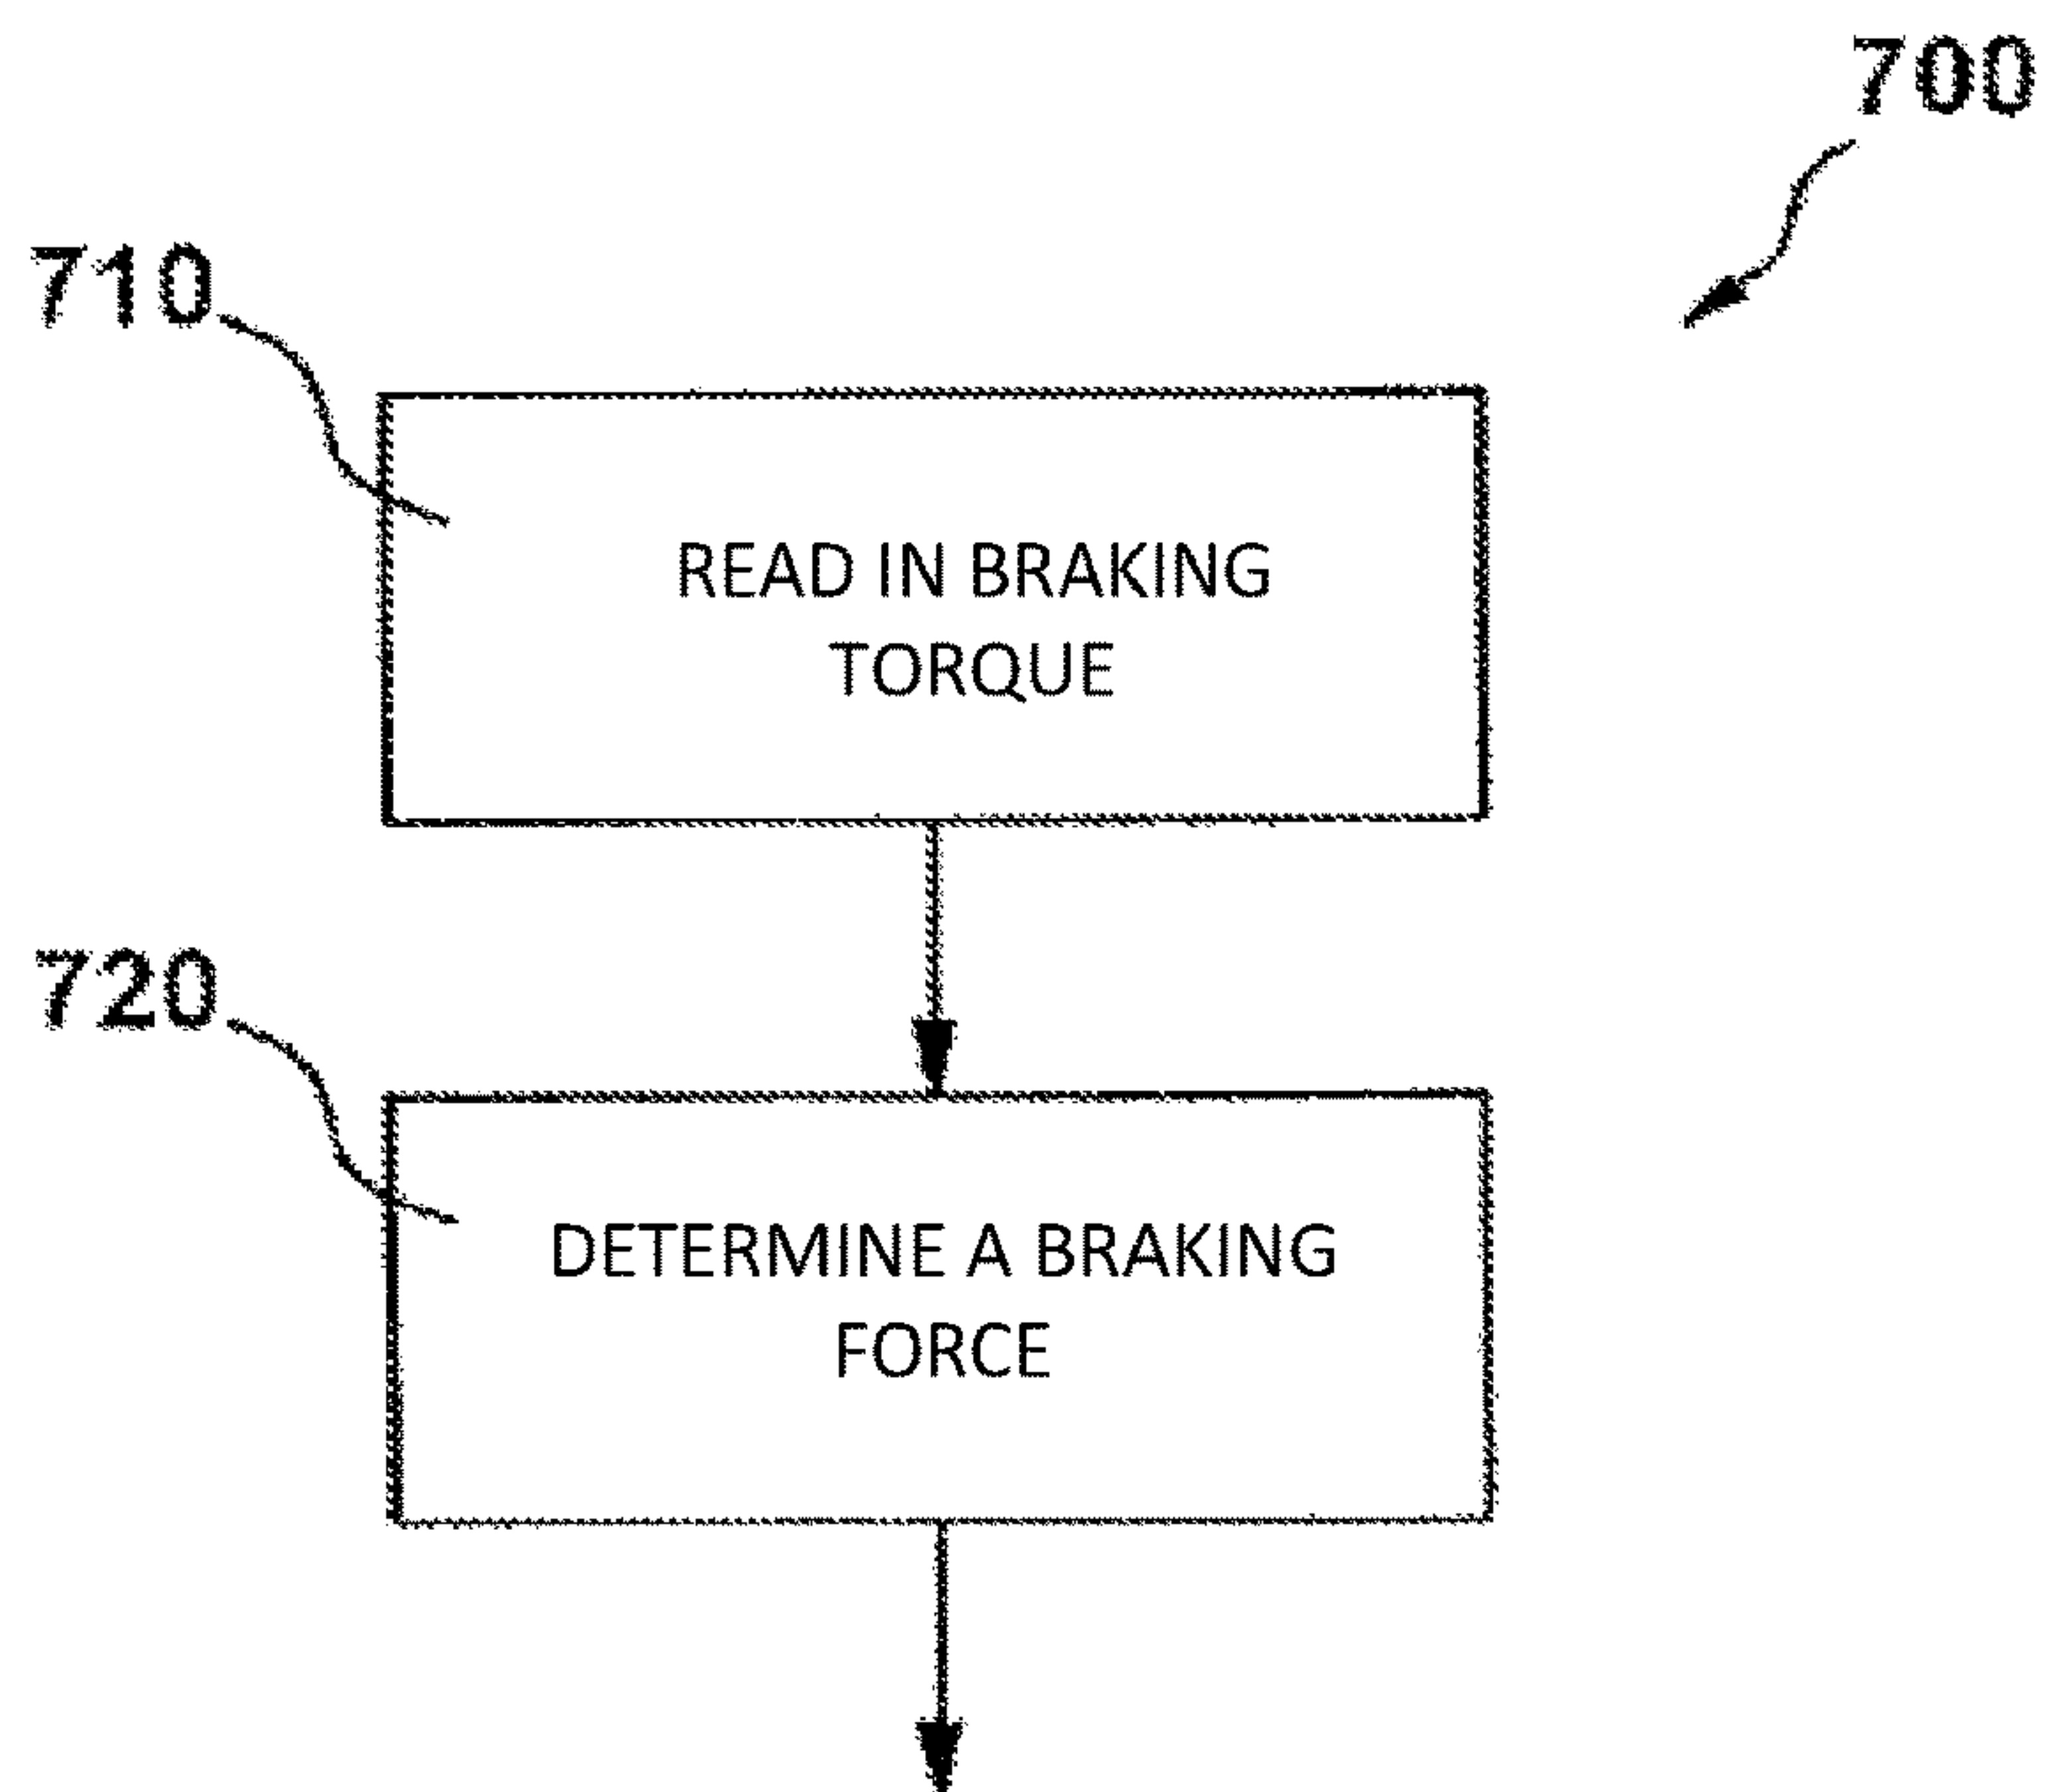 700
710
READ IN BRAKING
TORQUE
720
DETERMINE A BRAKING
FORCE